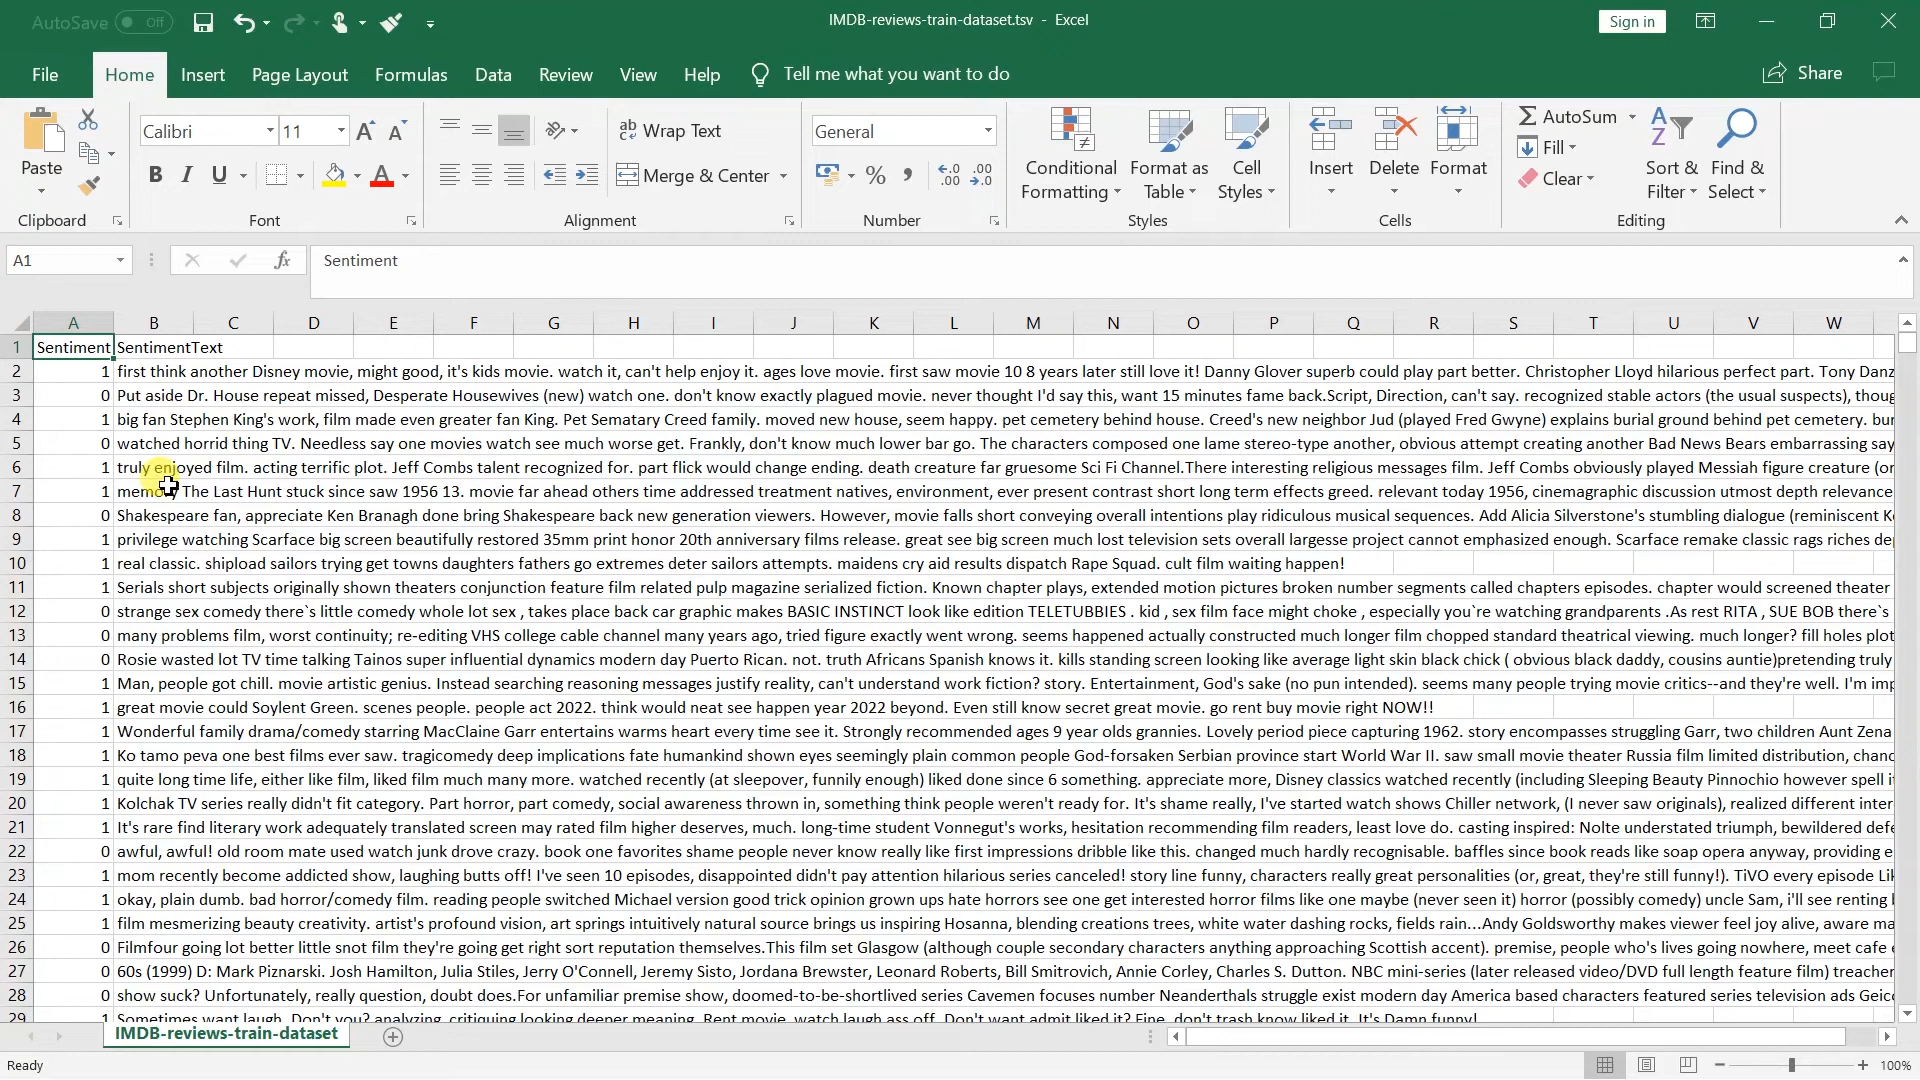 AutoSave Off IMDB-reviews-train-dataset.tsv - Excel Sign in
File Home Insert Page Layout Formulas Data Review View Help Tell me what you want to do Share
Paste Calibri 11 Wrap Text General Conditional Formatting Format as Table Cell Styles Insert Delete Format AutoSum Sort & Filter Find & Select
B I U Merge & Center % Fill
Clear
Clipboard Font Alignment Number Styles Cells Editing
A1 fx Sentiment
A B C D E F G H I J K L M N O P Q R S T U V W
1 Sentiment SentimentText
2 1 first think another Disney movie, might good, it's kids movie. watch it, can't help enjoy it. ages love movie. first saw movie 10 8 years later still love it! Danny Glover superb could play part better. Christopher Lloyd hilarious perfect part. Tony Danz
3 0 Put aside Dr. House repeat missed, Desperate Housewives (new) watch one. don't know exactly plagued movie. never thought I'd say this, want 15 minutes fame back.Script, Direction, can't say. recognized stable actors (the usual suspects), thoug
4 1 big fan Stephen King's work, film made even greater fan King. Pet Sematary Creed family. moved new house, seem happy. pet cemetery behind house. Creed's new neighbor Jud (played Fred Gwyne) explains burial ground behind pet cemetery. bur
5 0 watched horrid thing TV. Needless say one movies watch see much worse get. Frankly, don't know much lower bar go. The characters composed one lame stereo-type another, obvious attempt creating another Bad News Bears embarrassing say
6 1 truly enjoyed film. acting terrific plot. Jeff Combs talent recognized for. part flick would change ending. death creature far gruesome Sci Fi Channel.There interesting religious messages film. Jeff Combs obviously played Messiah figure creature (or
7 1 memory The Last Hunt stuck since saw 1956 13. movie far ahead others time addressed treatment natives, environment, ever present contrast short long term effects greed. relevant today 1956, cinemagraphic discussion utmost depth relevance
8 0 Shakespeare fan, appreciate Ken Branagh done bring Shakespeare back new generation viewers. However, movie falls short conveying overall intentions play ridiculous musical sequences. Add Alicia Silverstone's stumbling dialogue (reminiscent K
9 1 privilege watching Scarface big screen beautifully restored 35mm print honor 20th anniversary films release. great see big screen much lost television sets overall largesse project cannot emphasized enough. Scarface remake classic rags riches de
10 1 real classic. shipload sailors trying get towns daughters fathers go extremes deter sailors attempts. maidens cry aid results dispatch Rape Squad. cult film waiting happen!
11 1 Serials short subjects originally shown theaters conjunction feature film related pulp magazine serialized fiction. Known chapter plays, extended motion pictures broken number segments called chapters episodes. chapter would screened theater
12 0 strange sex comedy there`s little comedy whole lot sex , takes place back car graphic makes BASIC INSTINCT look like edition TELETUBBIES . kid , sex film face might choke , especially you`re watching grandparents .As rest RITA , SUE BOB there`s
13 0 many problems film, worst continuity; re-editing VHS college cable channel many years ago, tried figure exactly went wrong. seems happened actually constructed much longer film chopped standard theatrical viewing. much longer? fill holes plot
14 0 Rosie wasted lot TV time talking Tainos super influential dynamics modern day Puerto Rican. not. truth Africans Spanish knows it. kills standing screen looking like average light skin black chick ( obvious black daddy, cousins auntie)pretending truly
15 1 Man, people got chill. movie artistic genius. Instead searching reasoning messages justify reality, can't understand work fiction? story. Entertainment, God's sake (no pun intended). seems many people trying movie critics--and they're well. I'm imp
16 1 great movie could Soylent Green. scenes people. people act 2022. think would neat see happen year 2022 beyond. Even still know secret great movie. go rent buy movie right NOW!!
17 1 Wonderful family drama/comedy starring MacClaine Garr entertains warms heart every time see it. Strongly recommended ages 9 year olds grannies. Lovely period piece capturing 1962. story encompasses struggling Garr, two children Aunt Zena
18 1 Ko tamo peva one best films ever saw. tragicomedy deep implications fate humankind shown eyes seemingly plain common people God-forsaken Serbian province start World War II. saw small movie theater Russia film limited distribution, chanc
19 1 quite long time life, either like film, liked film much many more. watched recently (at sleepover, funnily enough) liked done since 6 something. appreciate more, Disney classics watched recently (including Sleeping Beauty Pinnochio however spell i
20 1 Kolchak TV series really didn't fit category. Part horror, part comedy, social awareness thrown in, something think people weren't ready for. It's shame really, I've started watch shows Chiller network, (I never saw originals), realized different inter
21 1 It's rare find literary work adequately translated screen may rated film higher deserves, much. long-time student Vonnegut's works, hesitation recommending film readers, least love do. casting inspired: Nolte understated triumph, bewildered defe
22 0 awful, awful! old room mate used watch junk drove crazy. book one favorites shame people never know really like first impressions dribble like this. changed much hardly recognisable. baffles since book reads like soap opera anyway, providing e
23 1 mom recently become addicted show, laughing butts off! I've seen 10 episodes, disappointed didn't pay attention hilarious series canceled! story line funny, characters really great personalities (or, great, they're still funny!). TiVO every episode Lik
24 1 okay, plain dumb. bad horror/comedy film. reading people switched Michael version good trick opinion grown ups hate horrors see one get interested horror films like one maybe (never seen it) horror (possibly comedy) uncle Sam, i'll see renting
25 1 film mesmerizing beauty creativity. artist's profound vision, art springs intuitively natural source brings us inspiring Hosanna, blending creations trees, white water dashing rocks, fields rain...Andy Goldsworthy makes viewer feel joy alive, aware ma
26 0 Filmfour going lot better little snot film they're going get right sort reputation themselves.This film set Glasgow (although couple secondary characters anything approaching Scottish accent). premise, people who's lives going nowhere, meet cafe
27 0 60s (1999) D: Mark Piznarski. Josh Hamilton, Julia Stiles, Jerry O'Connell, Jeremy Sisto, Jordana Brewster, Leonard Roberts, Bill Smitrovich, Annie Corley, Charles S. Dutton. NBC mini-series (later released video/DVD full length feature film) treacher
28 0 show suck? Unfortunately, really question, doubt does.For unfamiliar premise show, doomed-to-be-shortlived series Cavemen focuses number Neanderthals struggle exist modern day America based characters featured series television ads Geico
29 1 Sometimes want laugh. Don't you? analyzing, critiquing looking deeper meaning. Rent movie, watch laugh ass off. Don't want admit liked it? Fine, don't trash know liked it. It's Damn funny!
IMDB-reviews-train-dataset
Ready 100%